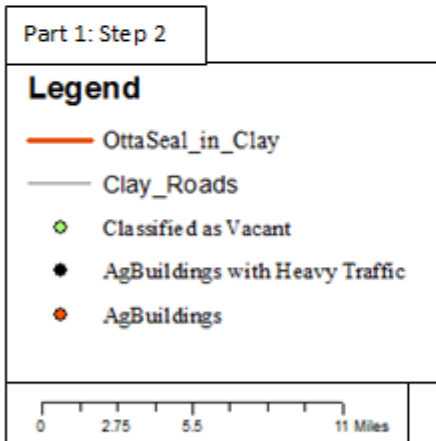 Part 1: Step 2
Legend
OttaSeal_in_Clay
Clay_Roads
Classified as Vacant
AgBuildings with Heavy Traffic
AgBuildings
0 2.75 5.5 11 Miles